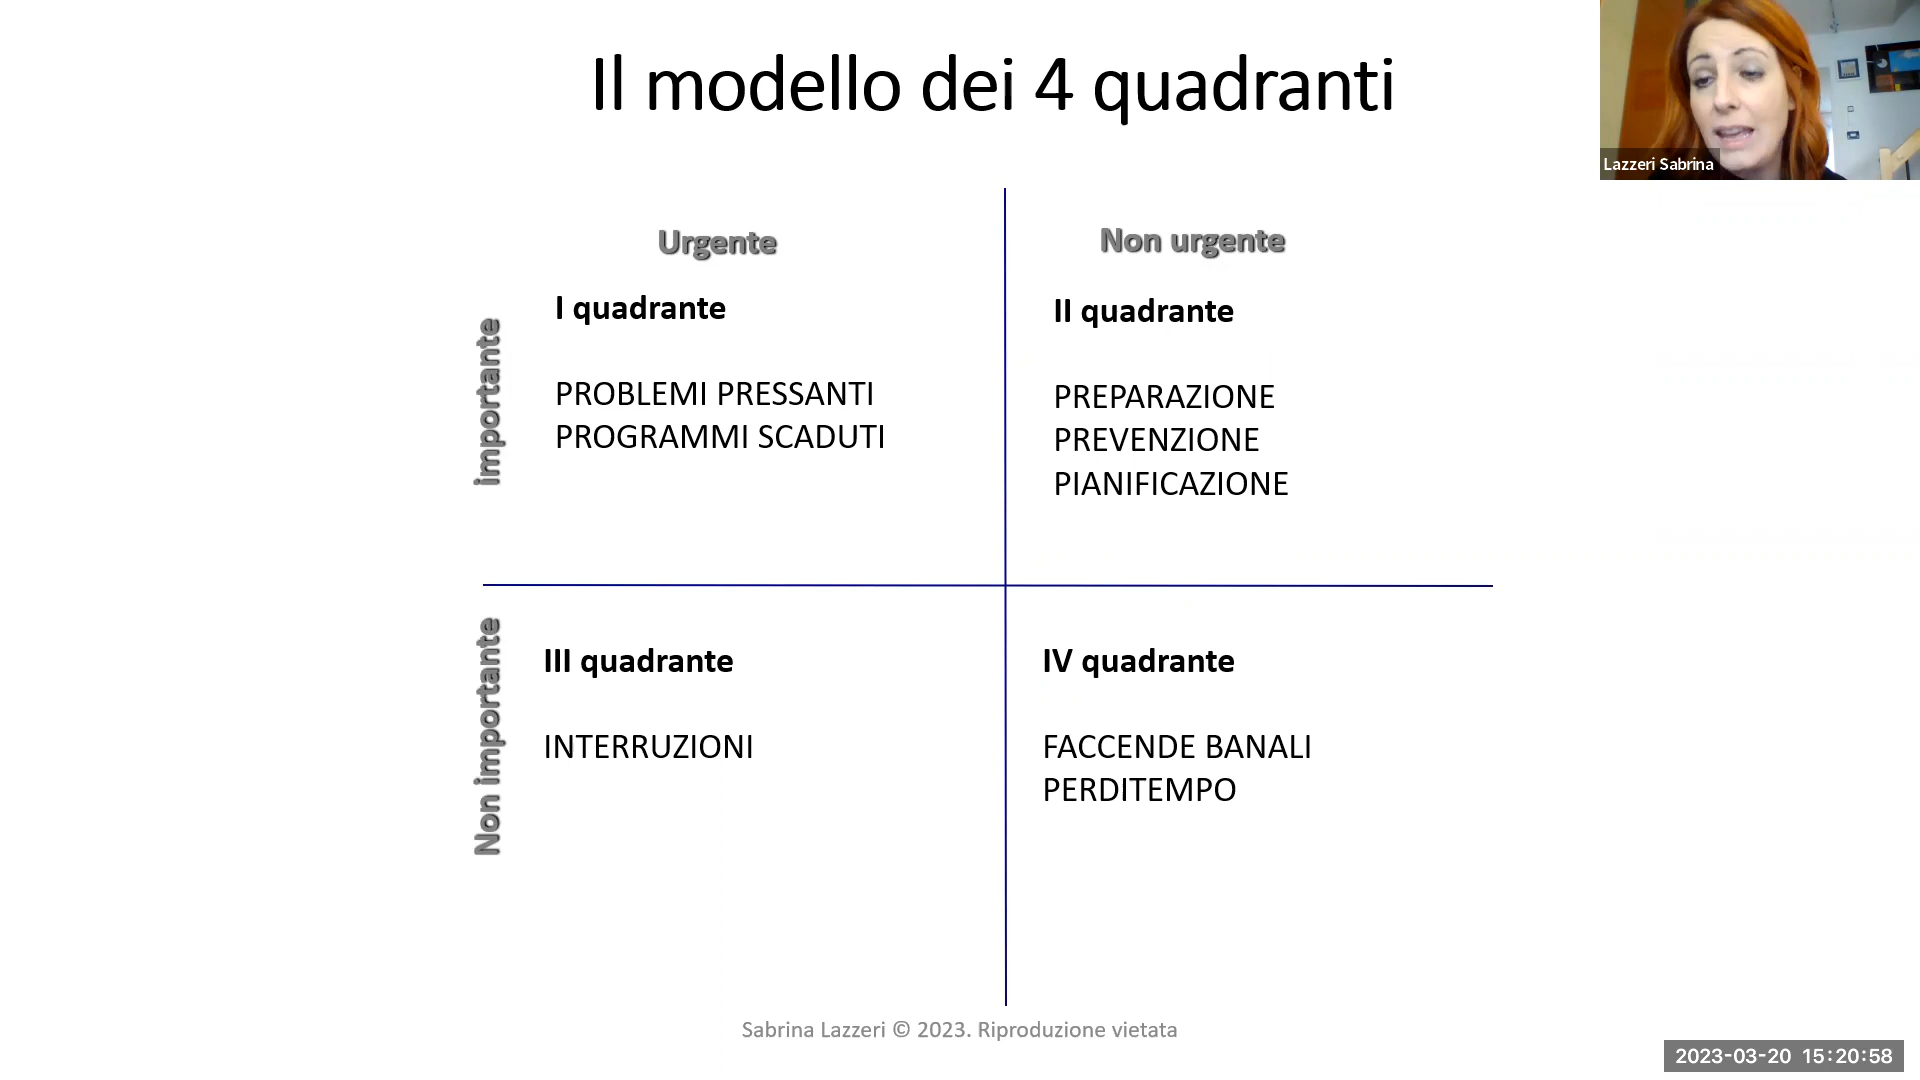 Il modello dei 4 quadranti
Lazzeri Sabrina
Urgente
Non urgente
importante
I quadrante
PROBLEMI PRESSANTI
PROGRAMMI SCADUTI
II quadrante
PREPARAZIONE
PREVENZIONE
PIANIFICAZIONE
Non importante
III quadrante
INTERRUZIONI
IV quadrante
FACCENDE BANALI
PERDITEMPO
Sabrina Lazzeri © 2023. Riproduzione vietata
2023-03-20 15:20:58